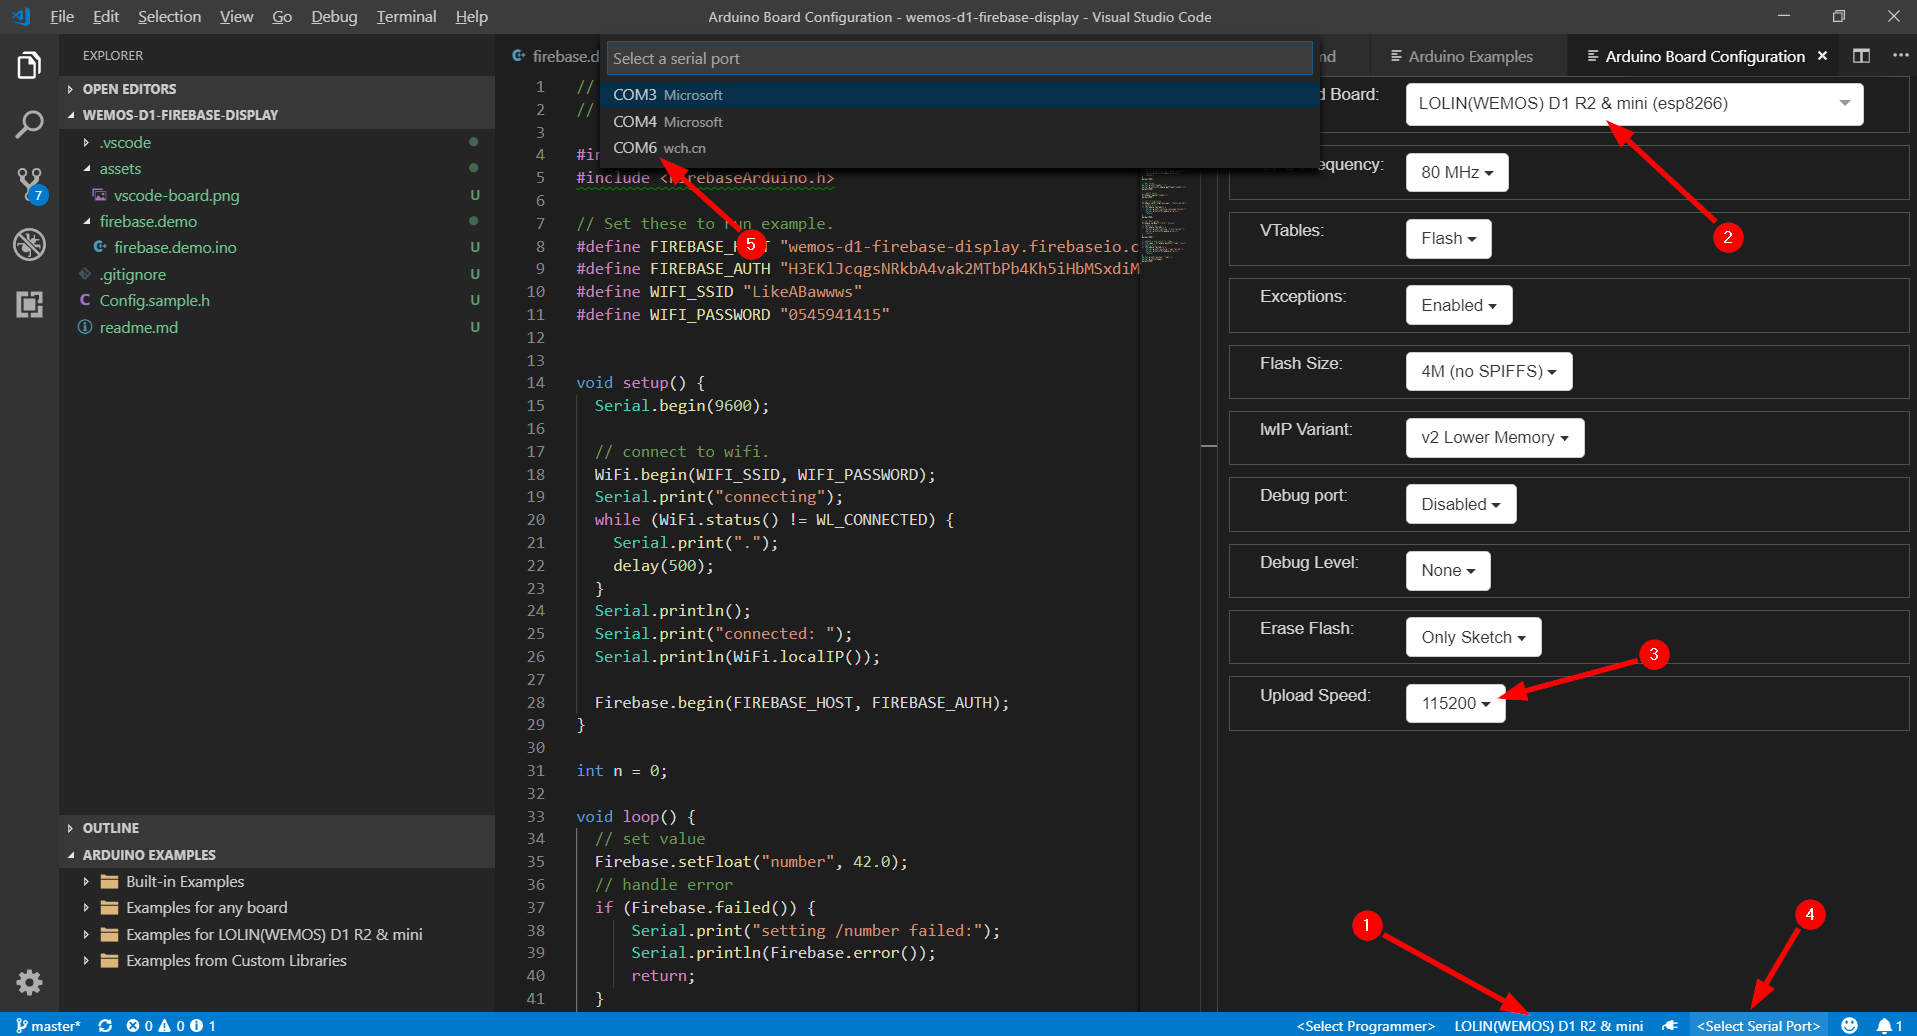 File Edit Selection View Go Debug Terminal Help
Arduino Board Configuration - wemos-d1-firebase-display - Visual Studio Code
EXPLORER
OPEN EDITORS
WEMOS-D1-FIREBASE-DISPLAY
.vscode
assets
vscode-board.png U
firebase.demo
firebase.demo.ino U
.gitignore U
C Config.sample.h U
readme.md U
7
OUTLINE
ARDUINO EXAMPLES
Built-in Examples
Examples for any board
Examples for LOLIN(WEMOS) D1 R2 & mini
Examples from Custom Libraries
firebase.d
Select a serial port
COM3 Microsoft
COM4 Microsoft
COM6 wch.cn
5
Arduino Examples
Arduino Board Configuration
1 //
2 //
3
4 #i
5 #include <FirebaseArduino.h>
6
7 // Set these to run example.
8 #define FIREBASE_H "wemos-d1-firebase-display.firebaseio.c
9 #define FIREBASE_AUTH "H3EKlJcqgsNRkbA4vak2MTbPb4Kh5iHbMSxdiM
10 #define WIFI_SSID "LikeABawwws"
11 #define WIFI_PASSWORD "0545941415"
12
13
14 void setup() {
15 Serial.begin(9600);
16
17 // connect to wifi.
18 WiFi.begin(WIFI_SSID, WIFI_PASSWORD);
19 Serial.print("connecting");
20 while (WiFi.status() != WL_CONNECTED) {
21 Serial.print(".");
22 delay(500);
23 }
24 Serial.println();
25 Serial.print("connected: ");
26 Serial.println(WiFi.localIP());
27
28 Firebase.begin(FIREBASE_HOST, FIREBASE_AUTH);
29 }
30
31 int n = 0;
32
33 void loop() {
34 // set value
35 Firebase.setFloat("number", 42.0);
36 // handle error
37 if (Firebase.failed()) {
38 Serial.print("setting /number failed:");
39 Serial.println(Firebase.error());
40 return;
41 }
d Board: LOLIN(WEMOS) D1 R2 & mini (esp8266)
equency: 80 MHz
2
VTables: Flash
Exceptions: Enabled
Flash Size: 4M (no SPIFFS)
lwIP Variant: v2 Lower Memory
Debug port: Disabled
Debug Level: None
Erase Flash: Only Sketch
3
Upload Speed: 115200
1
4
master* 0 0 1
<Select Programmer> LOLIN(WEMOS) D1 R2 & mini <Select Serial Port> 1